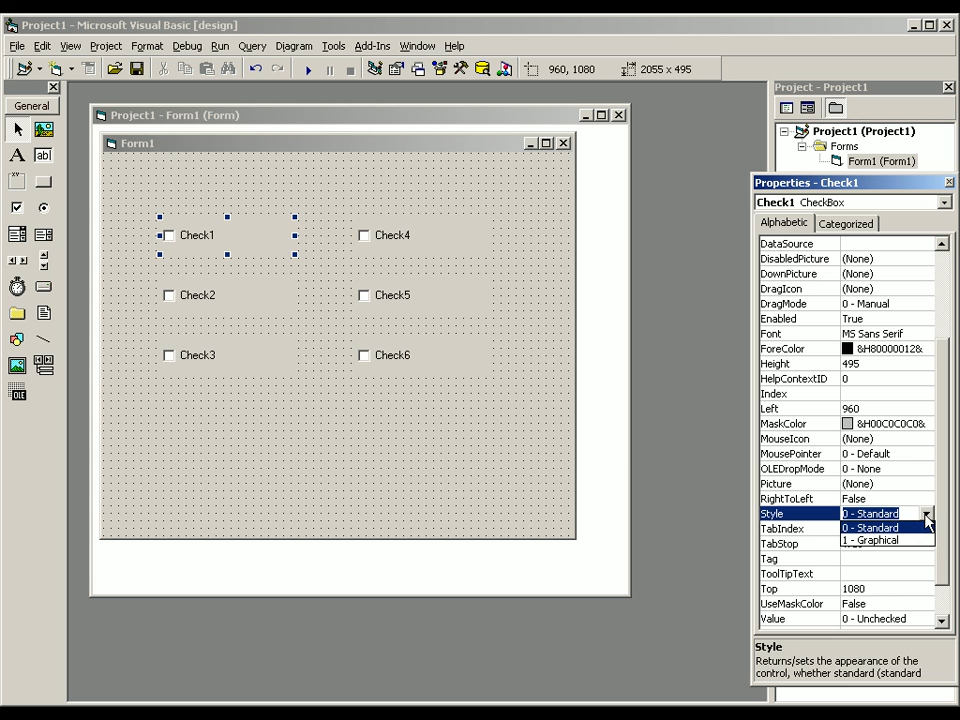 Project1 - Microsoft Visual Basic [design]
File Edit View Project Format Debug Run Query Diagram Tools Add-Ins Window Help
960, 1080 2055 x 495
General
A
ab|
xv
OLE
Project1 - Form1 (Form)
Form1
Check1 Check4
Check2 Check5
Check3 Check6
Project - Project1
Project1 (Project1)
Forms
Form1 (Form1)
Properties - Check1
Check1 CheckBox
Alphabetic Categorized
DataSource
DisabledPicture (None)
DownPicture (None)
DragIcon (None)
DragMode 0 - Manual
Enabled True
Font MS Sans Serif
ForeColor &H80000012&
Height 495
HelpContextID 0
Index
Left 960
MaskColor &H00C0C0C0&
MouseIcon (None)
MousePointer 0 - Default
OLEDropMode 0 - None
Picture (None)
RightToLeft False
Style 0 - Standard
0 - Standard
1 - Graphical
TabIndex
TabStop
Tag
ToolTipText
Top 1080
UseMaskColor False
Value 0 - Unchecked
Style
Returns/sets the appearance of the
control, whether standard (standard